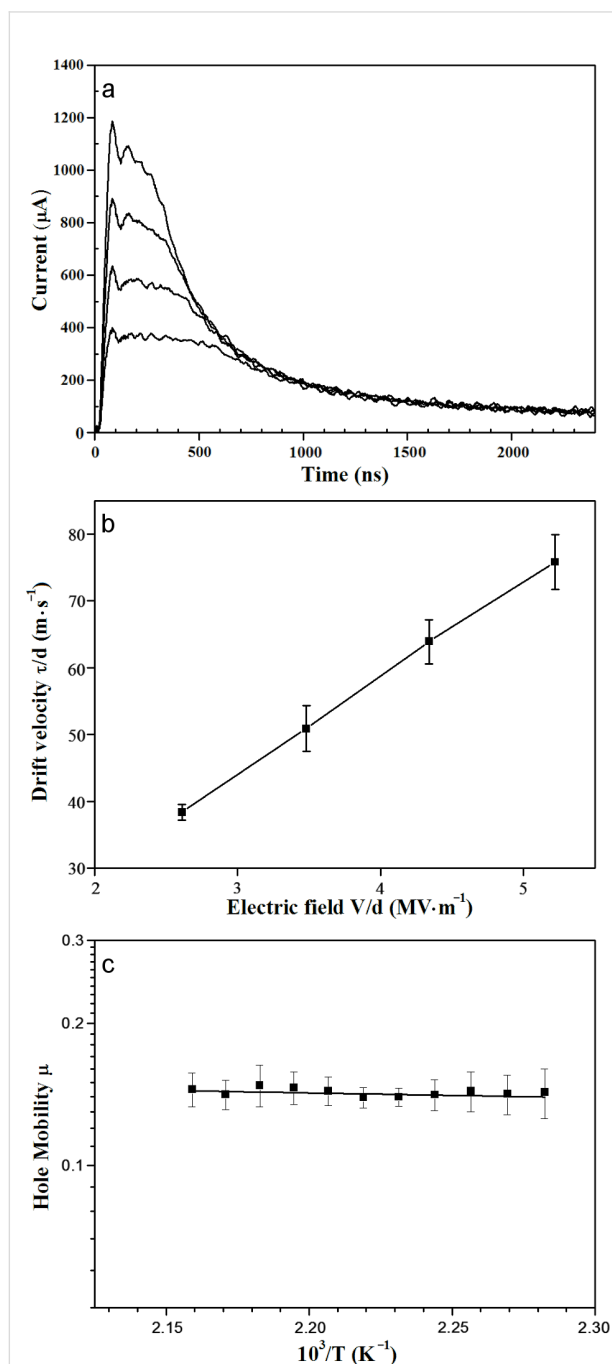 a
1400
1200
1000
800
600
400
200
0
Current (µA)
0 500 1000 1500 2000
Time (ns)
b
80
70
60
50
40
30
Drift velocity τ/d (m·s⁻¹)
2 3 4 5
Electric field V/d (MV·m⁻¹)
c
0.3
0.2
0.1
Hole Mobility µ
2.15 2.20 2.25 2.30
10³/T (K⁻¹)